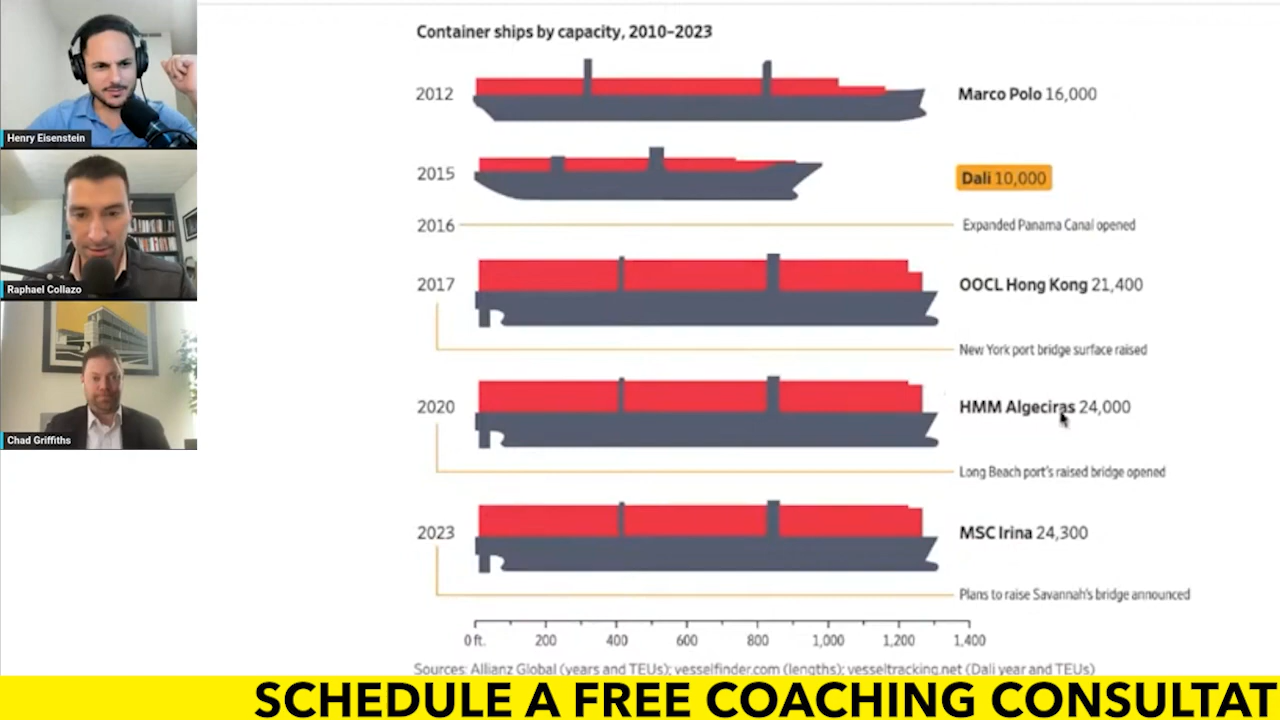 Henry Eisenstein
Raphael Collazo
Chad Griffiths
Container ships by capacity, 2010–2023
2012
Marco Polo 16,000
2015
Dali 10,000
2016
Expanded Panama Canal opened
2017
OOCL Hong Kong 21,400
New York port bridge surface raised
2020
HMM Algeciras 24,000
Long Beach port's raised bridge opened
2023
MSC Irina 24,300
Plans to raise Savannah's bridge announced
0 ft. 200 400 600 800 1,000 1,200 1,400
Sources: Allianz Global (years and TEUs); vesselfinder.com (lengths); vesseltracking.net (Dali year and TEUs)
SCHEDULE A FREE COACHING CONSULTAT